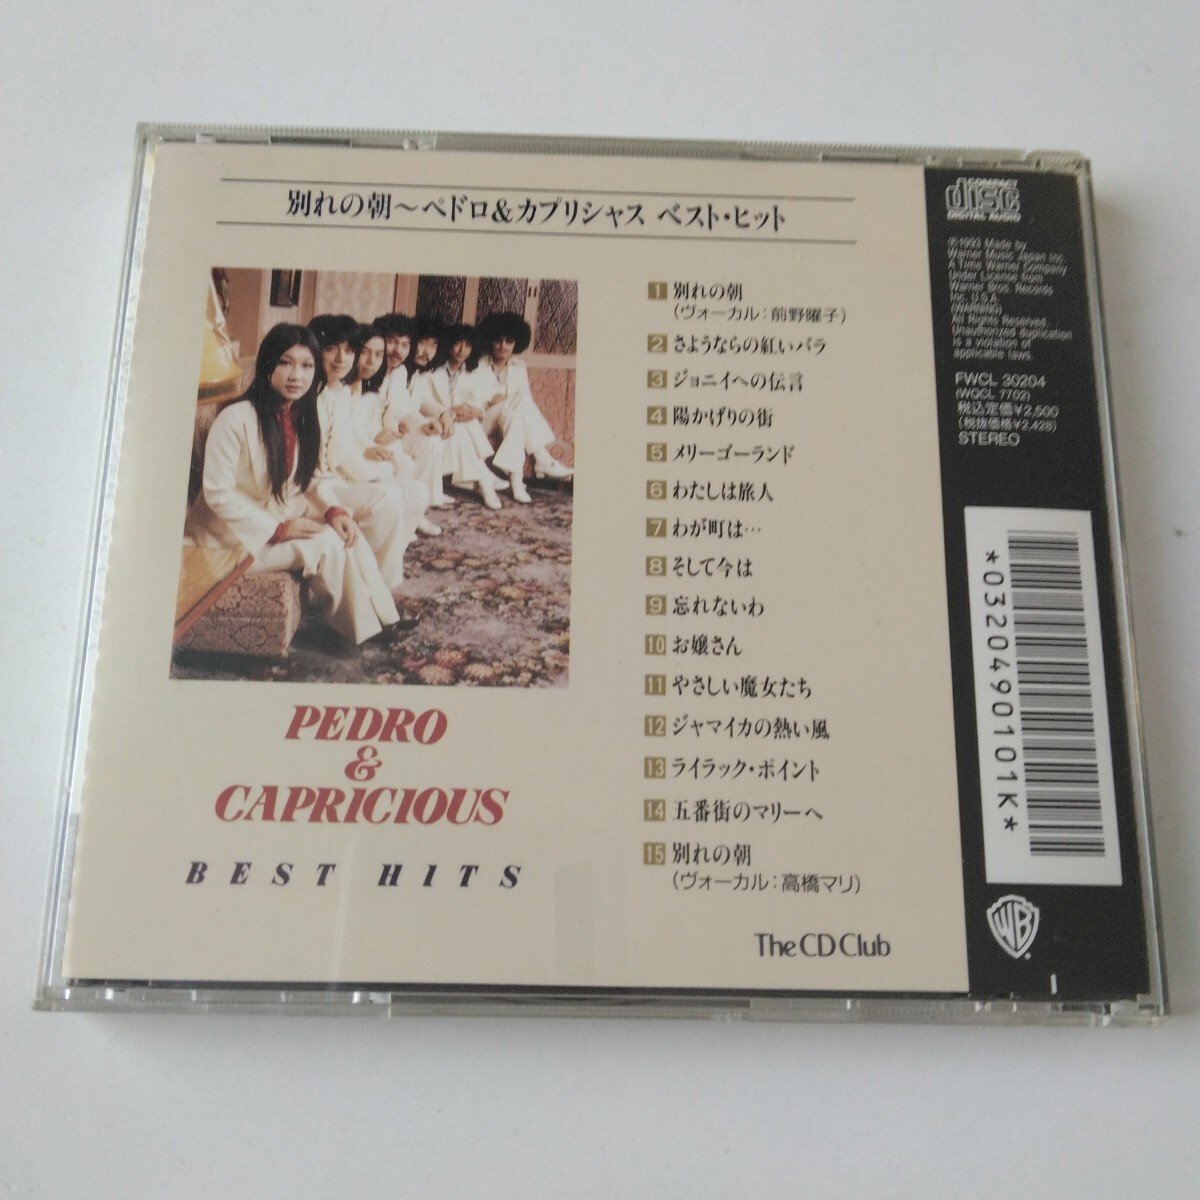 別れの朝～ペドロ&カプリシャス ベスト・ヒット
PEDRO
&
CAPRICIOUS
BEST HITS
1 別れの朝
(ヴォーカル:前野曜子)
2 さようならの紅いバラ
3 ジョニイへの伝言
4 陽かげりの街
5 メリーゴーランド
6 わたしは旅人
7 わが町は…
8 そして今は
9 忘れないわ
10 お嬢さん
11 やさしい魔女たち
12 ジャマイカの熱い風
13 ライラック・ポイント
14 五番街のマリーへ
15 別れの朝
(ヴォーカル:高橋マリ)
The CD Club
COMPACT
disc
DIGITAL AUDIO
℗1993 Made by
Warner Music Japan Inc.
A Time Warner Company
Under License from
Warner Bros. Records
Inc. U.S.A.
All Rights Reserved.
Unauthorized duplication
is a violation of
applicable laws.
FWCL 30204
(WQCL 7702)
税込定価¥2,500
(税抜価格¥2,428)
STEREO
*0320490101K*
WB